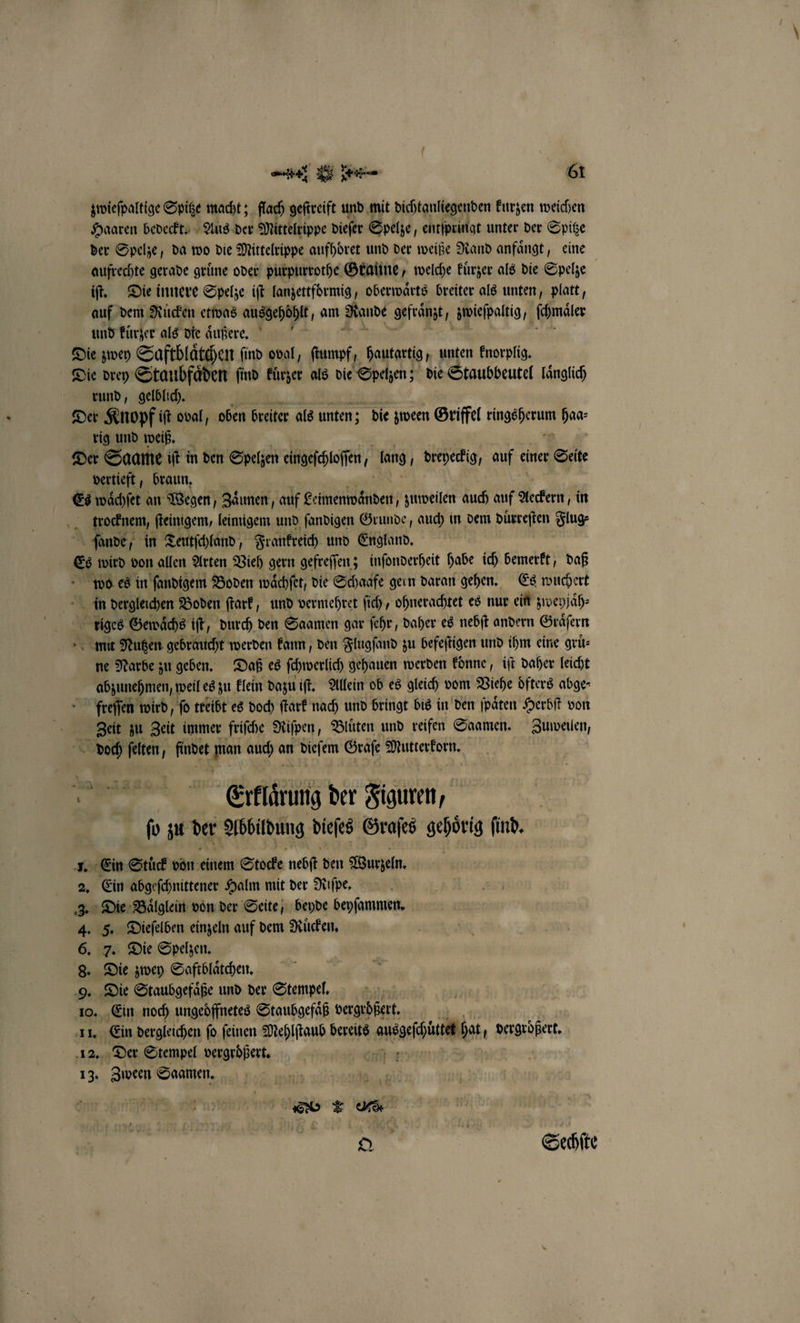 61
zwiefpaltige Spitze macht; flach gestreift und mit dichtanliegenden kurzen weichen
Haaren bedeckt. Aus der Mittelrippe dieser Spelze, entspringt unter der Spitze
der Spelze, da wo die Mittelrippe aufhöret und der weiße Rand anfängt, eine
aufrechte gerade grüne oder purpurrothe Granne, welche kürzer als die Spelze
ist. Die innere Spelze ist lanzettförmig, oberwärts breiter als unten, platt,
auf dem Rücken etwas ausgehöhlt, am Rande gefränzt, zwiespaltig, schmäler
und kürzer als die äußere.
Die zwey Saftblätchen sind oval, stumpf, hautartig, unten knorplig.
Die drey Staubfäden sind kürzer als die Spelzen; die Staubbeutel länglich
rund, gelblich.
Der Knopf ist oval, oben breiter als unten; die zween Griffel ringsherum haa-
rig und weiß.
Der Saame ist in den Spelzen eingeschlossen, lang, dreyeckig, auf einer Seite
vertieft, braun.
Es wächset an Wegen, Zäunen, auf Leimenwänden, zuweilen auch auf Aeckern, in
trocknem, steinigem, leimigem und sandigen Grunde, auch in dem dürresten Flug-
sande, in Teutschland, Frankreich und England.
Es wird von allen Arten Vieh gern gefressen; insonderheit habe ich bemerkt, daß
wo es in sandigem Boden wächset, die Schaafe gern daran gehen. Es wuchert
in dergleichen Boden stark, und vermehret sich, ohnerachtet es nur ein zweyjäh-
riges Gewächs ist, durch den Saamen gar sehr, daher es nebst andern Gräsern
mit Nutzen gebraucht werden kann, den Flugsand zu befestigen und ihm eine grü-
ne Narbe zu geben. Daß es schwerlich gehauen werden könne, ist daher leicht
abzunehmen, weil es zu klein dazu ist. Allein ob es gleich vom Viehe öfters abge-
fressen wird, so treibt es doch stark nach und bringt bis in den späten Herbst von
Zeit zu Zeit immer frische Rispen, Blüten und reifen Saamen. Zuweilen,
doch selten, findet man auch an diesem Grase Mutterkorn.
Erklärung der Figuren,
so zu der Abbildung dieses Grases gehörig sind.
1. Ein Stück von einem Stocke nebst den Wurzeln.
2. Ein abgeschnittener Halm mit der Rispe.
3. Die Bälglein von der Seite, beyde beysammen.
4. 5. Dieselben einzeln auf dem Rücken.
6. 7. Die Spelzen.
8. Die zwey Saftblätchen.
9. Die Staubgefäße und der Stempel.
10. Ein noch ungeöffnetes Staubgefäß vergrößert.
11. Ein dergleichen so seinen Mehlstaub bereits ausgeschüttet hat, vergrößert.
12. Der Stempel vergrößert.
13. Zween Saamen.
Q Sechste